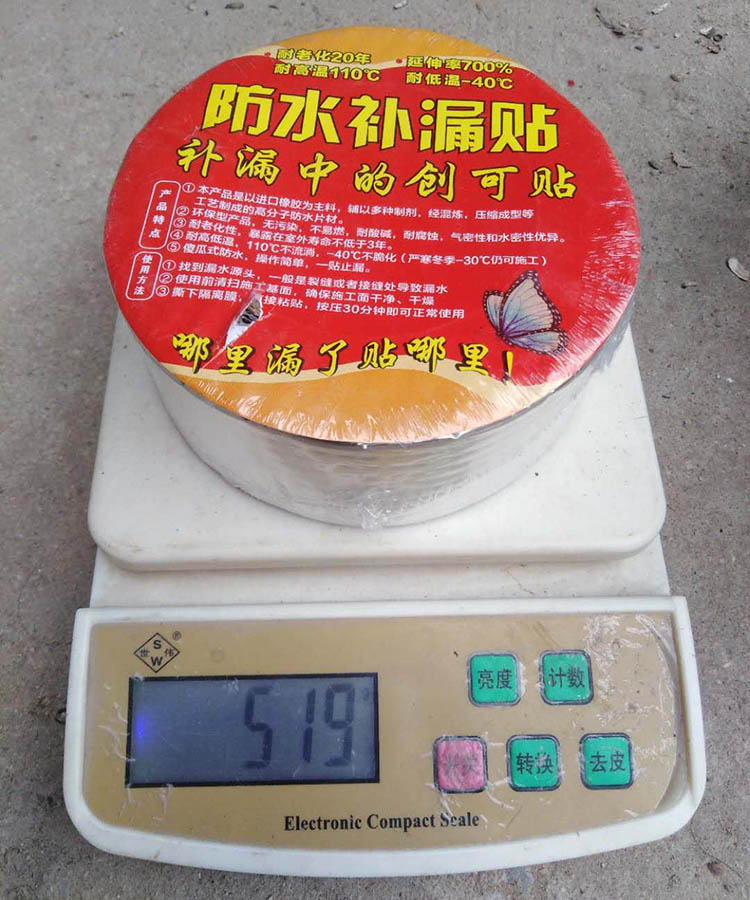 ·耐老化20年 ·延伸率700%
耐高温110℃ 耐低温-40℃
防水补漏贴
补漏中的创可贴
产品特点
①本产品是以进口橡胶为主料，辅以多种制剂，经混炼、压缩成型等
工艺制成的高分子防水片材。
②环保型产品，无污染，不易燃，耐酸碱，耐腐蚀，气密性和水密性优异。
③耐老化性，暴露在室外寿命不低于3年。
④耐高低温，110℃不流淌，-40℃不脆化（严寒冬季-30℃仍可施工）
⑤傻瓜式防水，操作简单，一贴止漏。
使用方法
①找到漏水源头，一般是裂缝或者接缝处导致漏水
②使用前清扫施工基面，确保施工面干净、干燥
③撕下隔离膜，接粘贴，按压30分钟即可正常使用
哪里漏了贴哪里！
S
世 伟 ®
W
519
亮度 计数
转换 去皮
Electronic Compact Scale